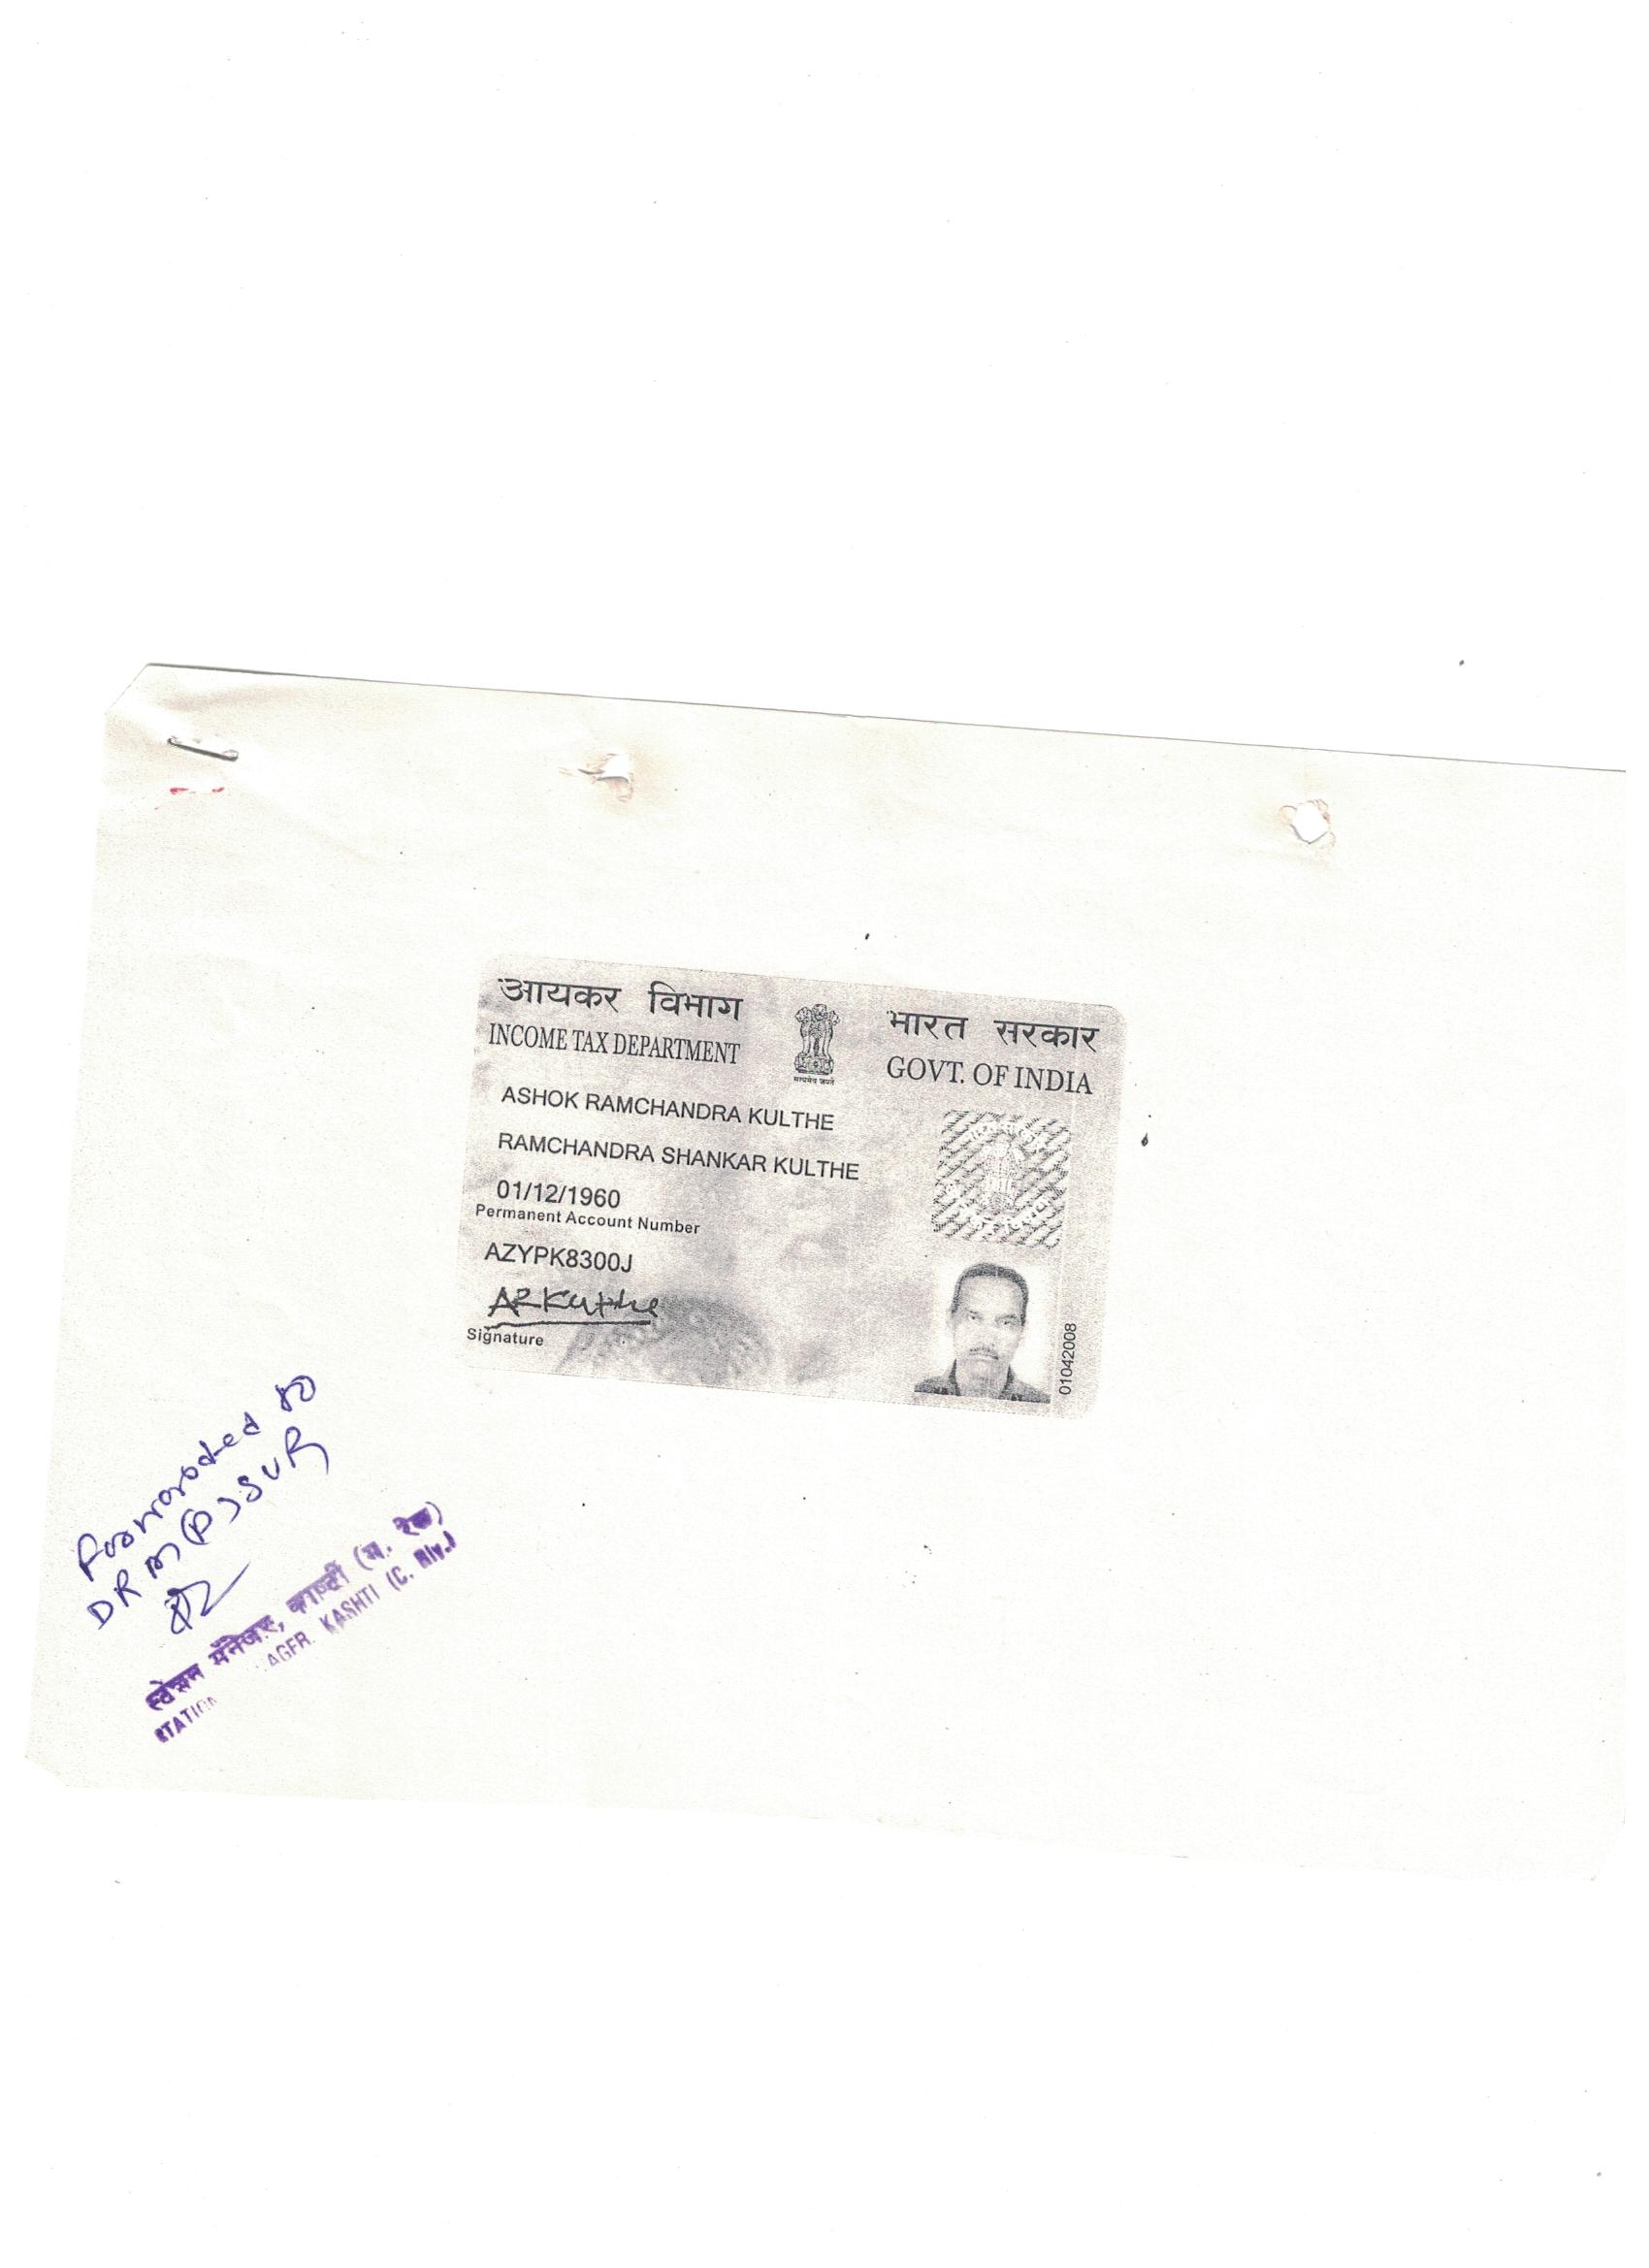 आयकर विभाग
INCOME TAX DEPARTMENT
भारत सरकार
GOVT. OF INDIA
सत्यमेव जयते
ASHOK RAMCHANDRA KULTHE
RAMCHANDRA SHANKAR KULTHE
01/12/1960
Permanent Account Number
AZYPK8300J
ARKulthe
Signature
01042008
Forwarded to
DRM(P) SUR
स्टेशन मॅनेजर, काष्टी (म. रेल)
STATION AGER. KASHTI (C. Rly.)